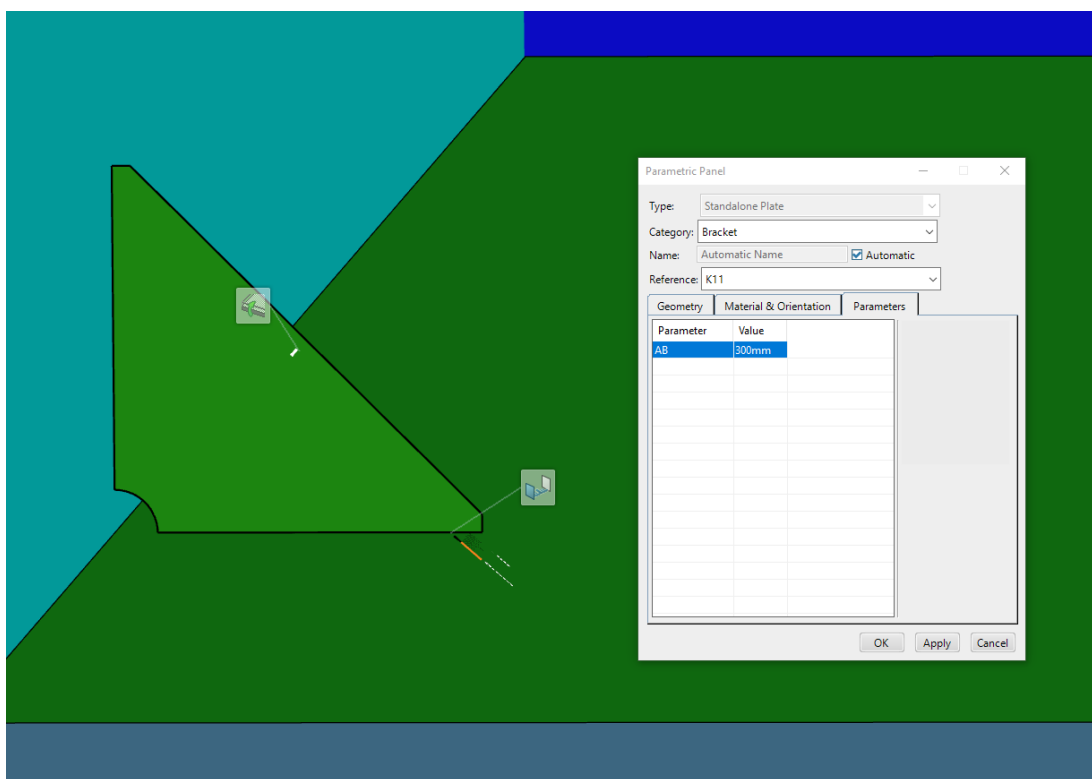 Parametric Panel
Type: Standalone Plate
Category: Bracket
Name: Automatic Name Automatic
Reference: K11
Geometry Material & Orientation Parameters
Parameter Value
AB 300mm
OK Apply Cancel